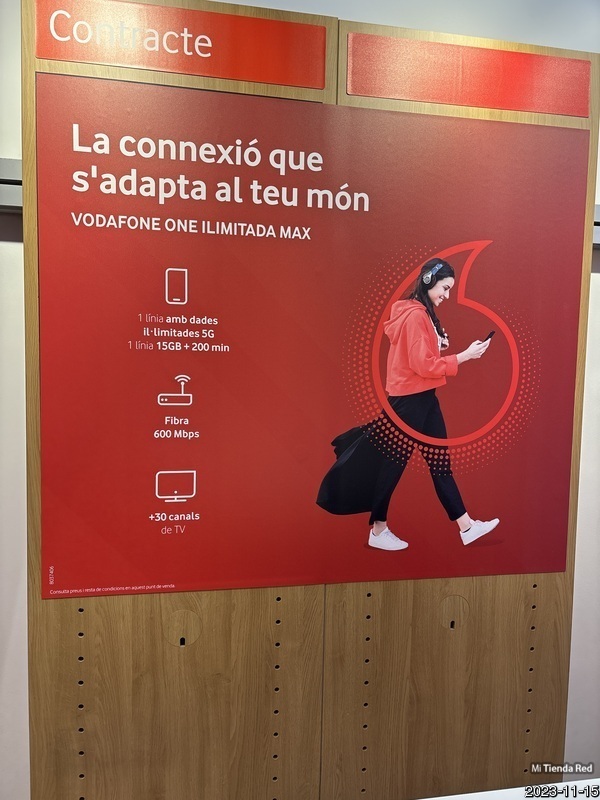 Contracte
La connexió que
s'adapta al teu món
VODAFONE ONE ILIMITADA MAX
1 línia amb dades
il·limitades 5G
1 línia 15GB + 200 min
Fibra
600 Mbps
+30 canals
de TV
Consulta preus i resta de condicions en aquest punt de venda.
Mi Tienda Red
2023-11-15